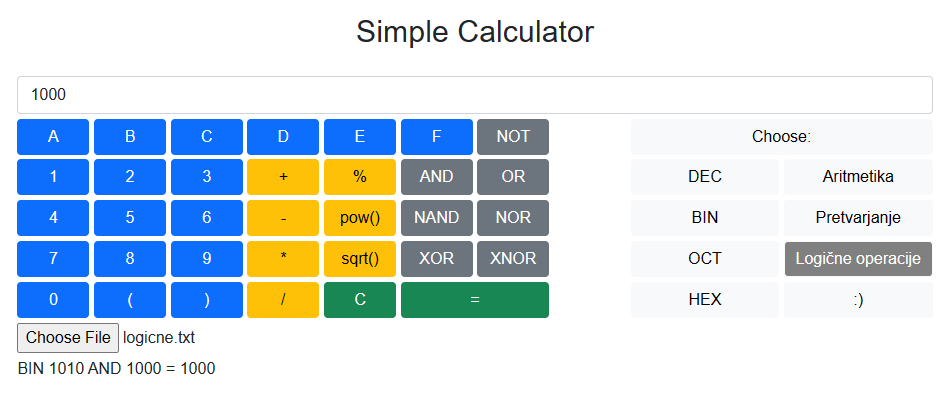 Simple Calculator
1000
A B C D E F NOT Choose:
1 2 3 + % AND OR DEC Aritmetika
4 5 6 - pow() NAND NOR BIN Pretvarjanje
7 8 9 * sqrt() XOR XNOR OCT Logične operacije
0 ( ) / C = HEX :)
Choose File logicne.txt
BIN 1010 AND 1000 = 1000